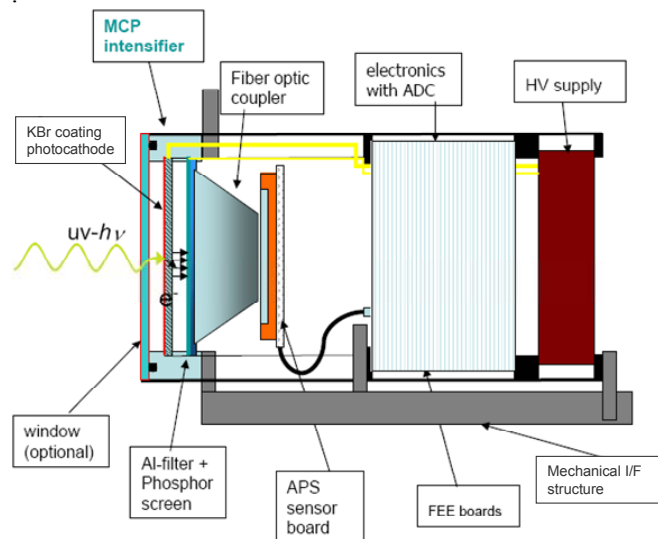 MCP
intensifier
Fiber optic
coupler
electronics
with ADC
HV supply
KBr coating
photocathode
uv-hν
e⁻
window
(optional)
Al-filter +
Phosphor
screen
APS
sensor
board
FEE boards
Mechanical I/F
structure